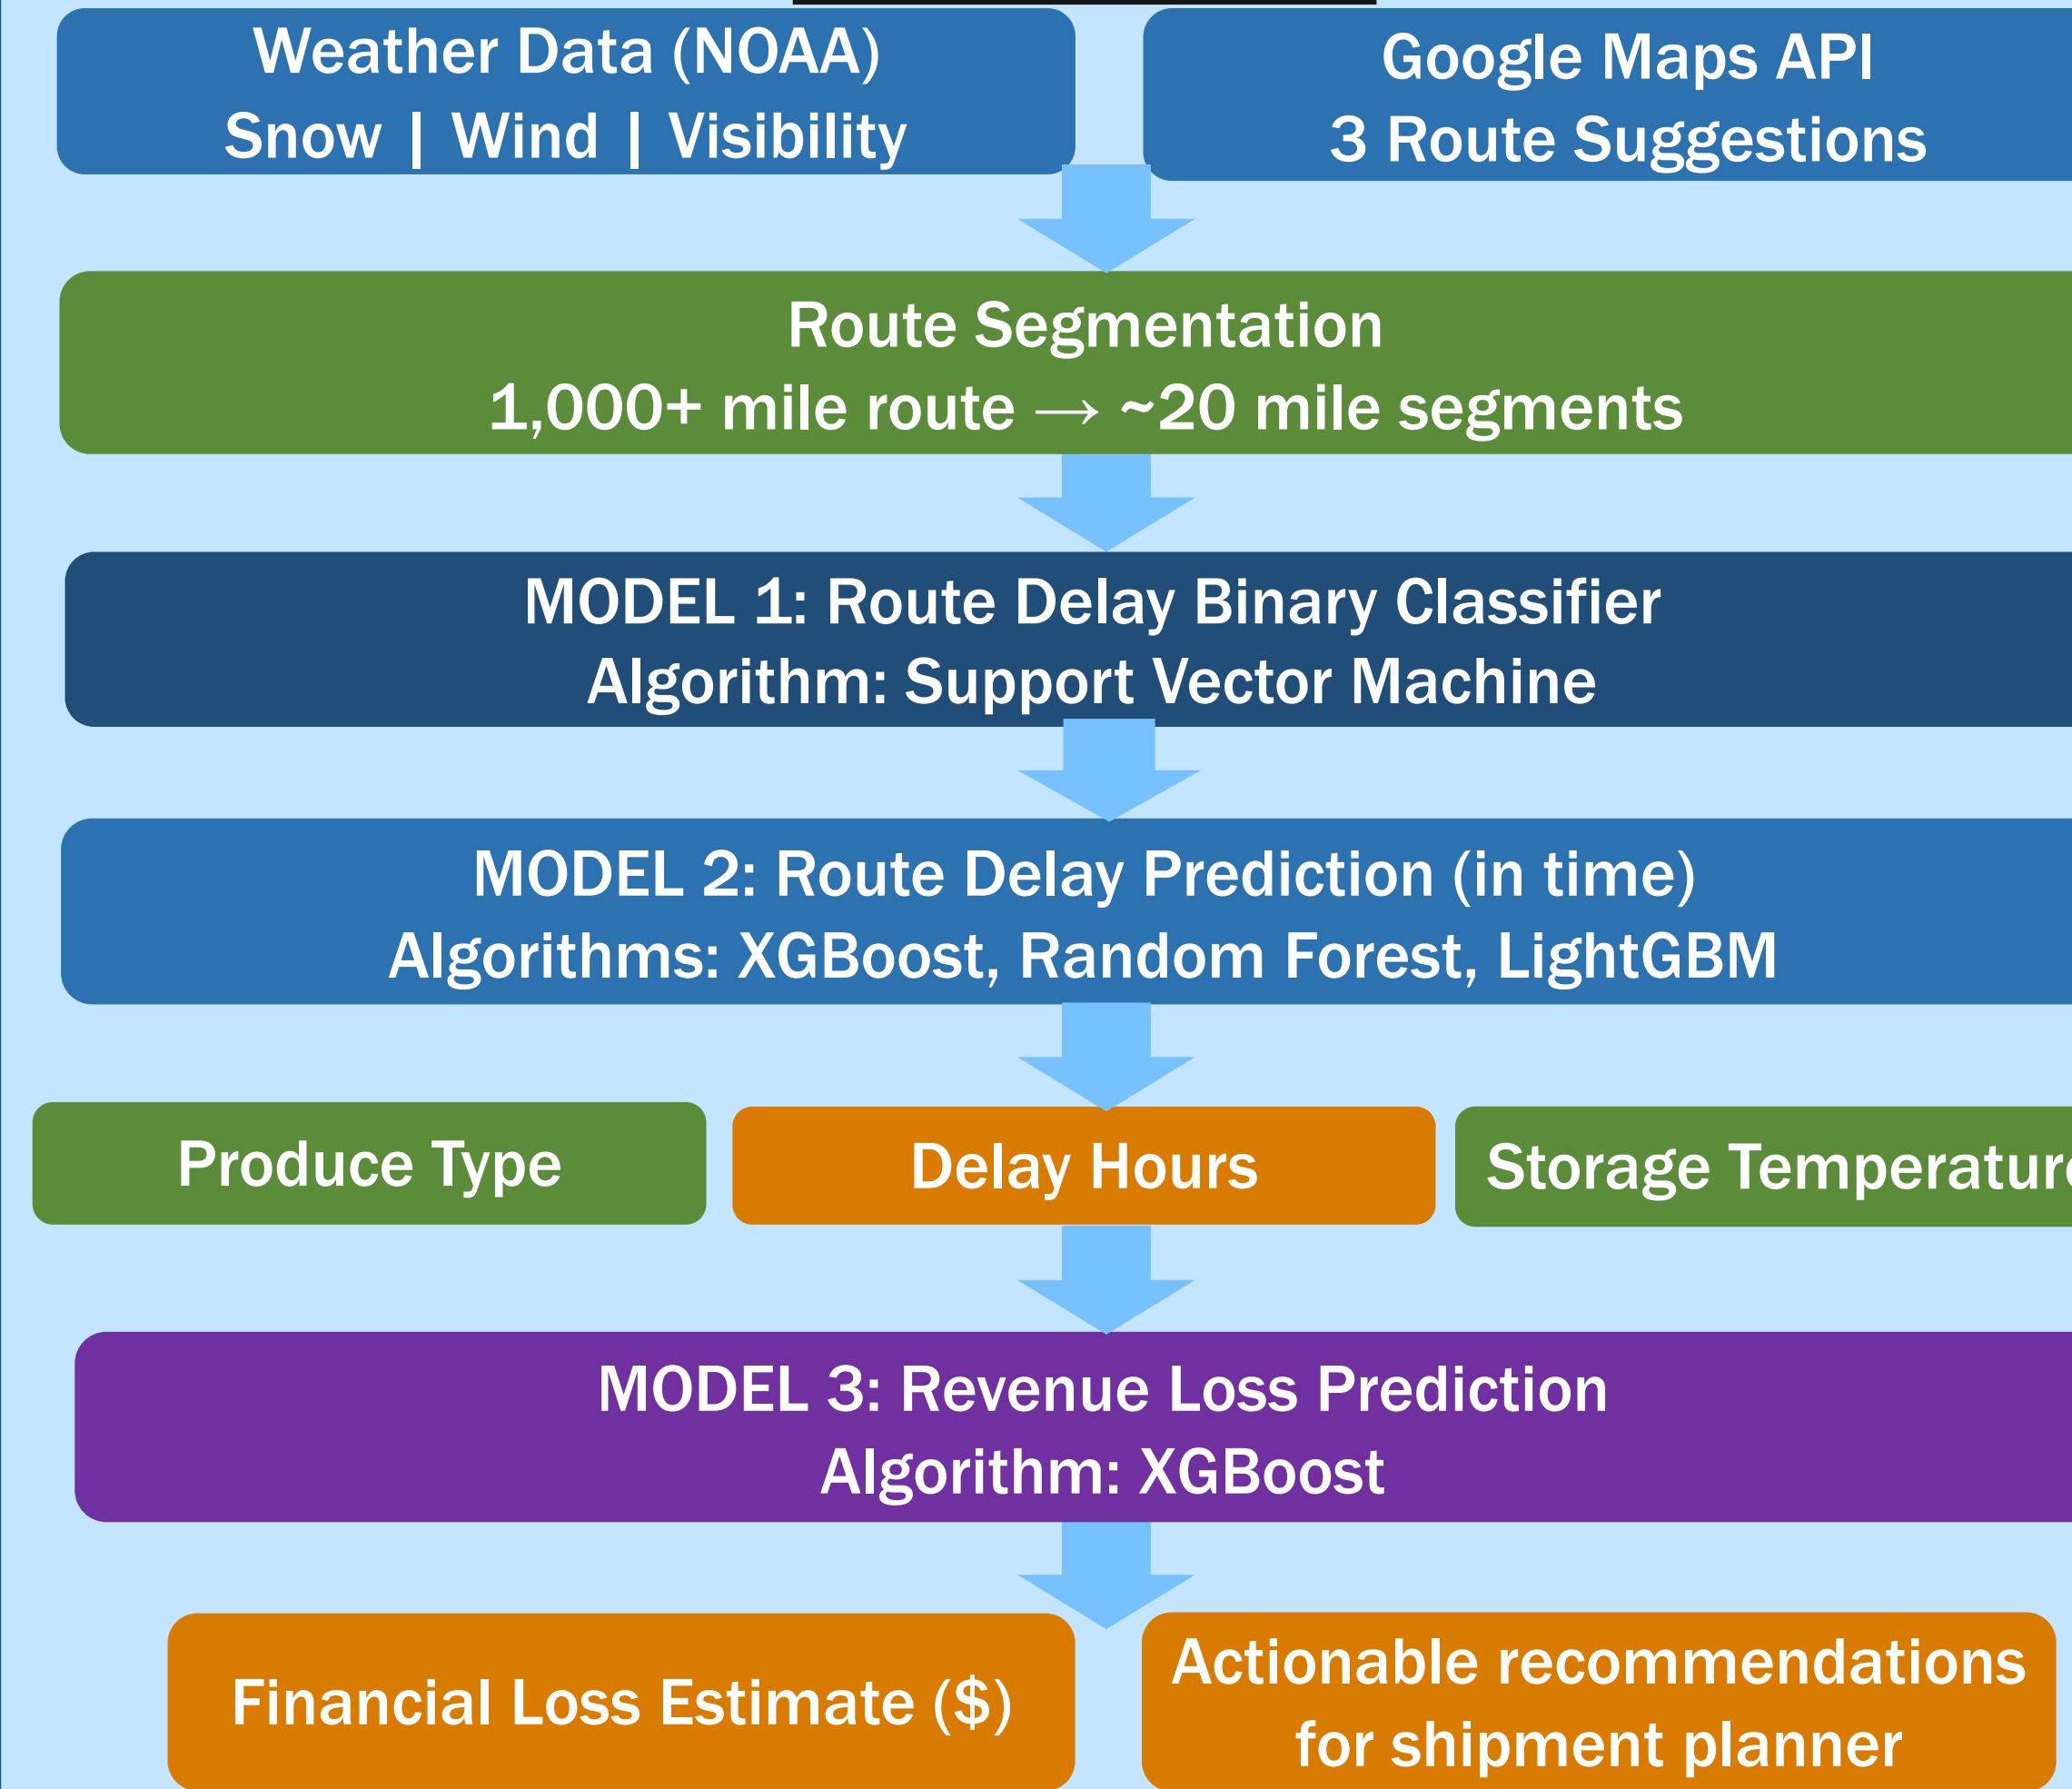 Weather Data (NOAA)
Snow | Wind | Visibility
Google Maps API
3 Route Suggestions
Route Segmentation
1,000+ mile route → ~20 mile segments
MODEL 1: Route Delay Binary Classifier
Algorithm: Support Vector Machine
MODEL 2: Route Delay Prediction (in time)
Algorithms: XGBoost, Random Forest, LightGBM
Produce Type
Delay Hours
Storage Temperature
MODEL 3: Revenue Loss Prediction
Algorithm: XGBoost
Financial Loss Estimate ($)
Actionable recommendations
for shipment planner